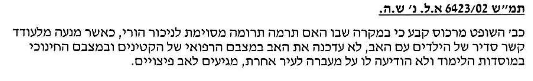 תמ"ש 6423/02 א.ל. נ' ש.ה.
כב' השופט מרכוס קבע כי במקרה שבו האם תרמה תרומה מסוימת לניכור הורי, כאשר מנעה מלעודד
קשר סדיר של הילדים עם האב, לא עדכנה את האב במצבם הרפואי של הקטינים ובמצבם החינוכי
במוסדות הלימוד ולא הודיעה לו על מעברה לעיר אחרת, מגיעים לאב פיצויים.